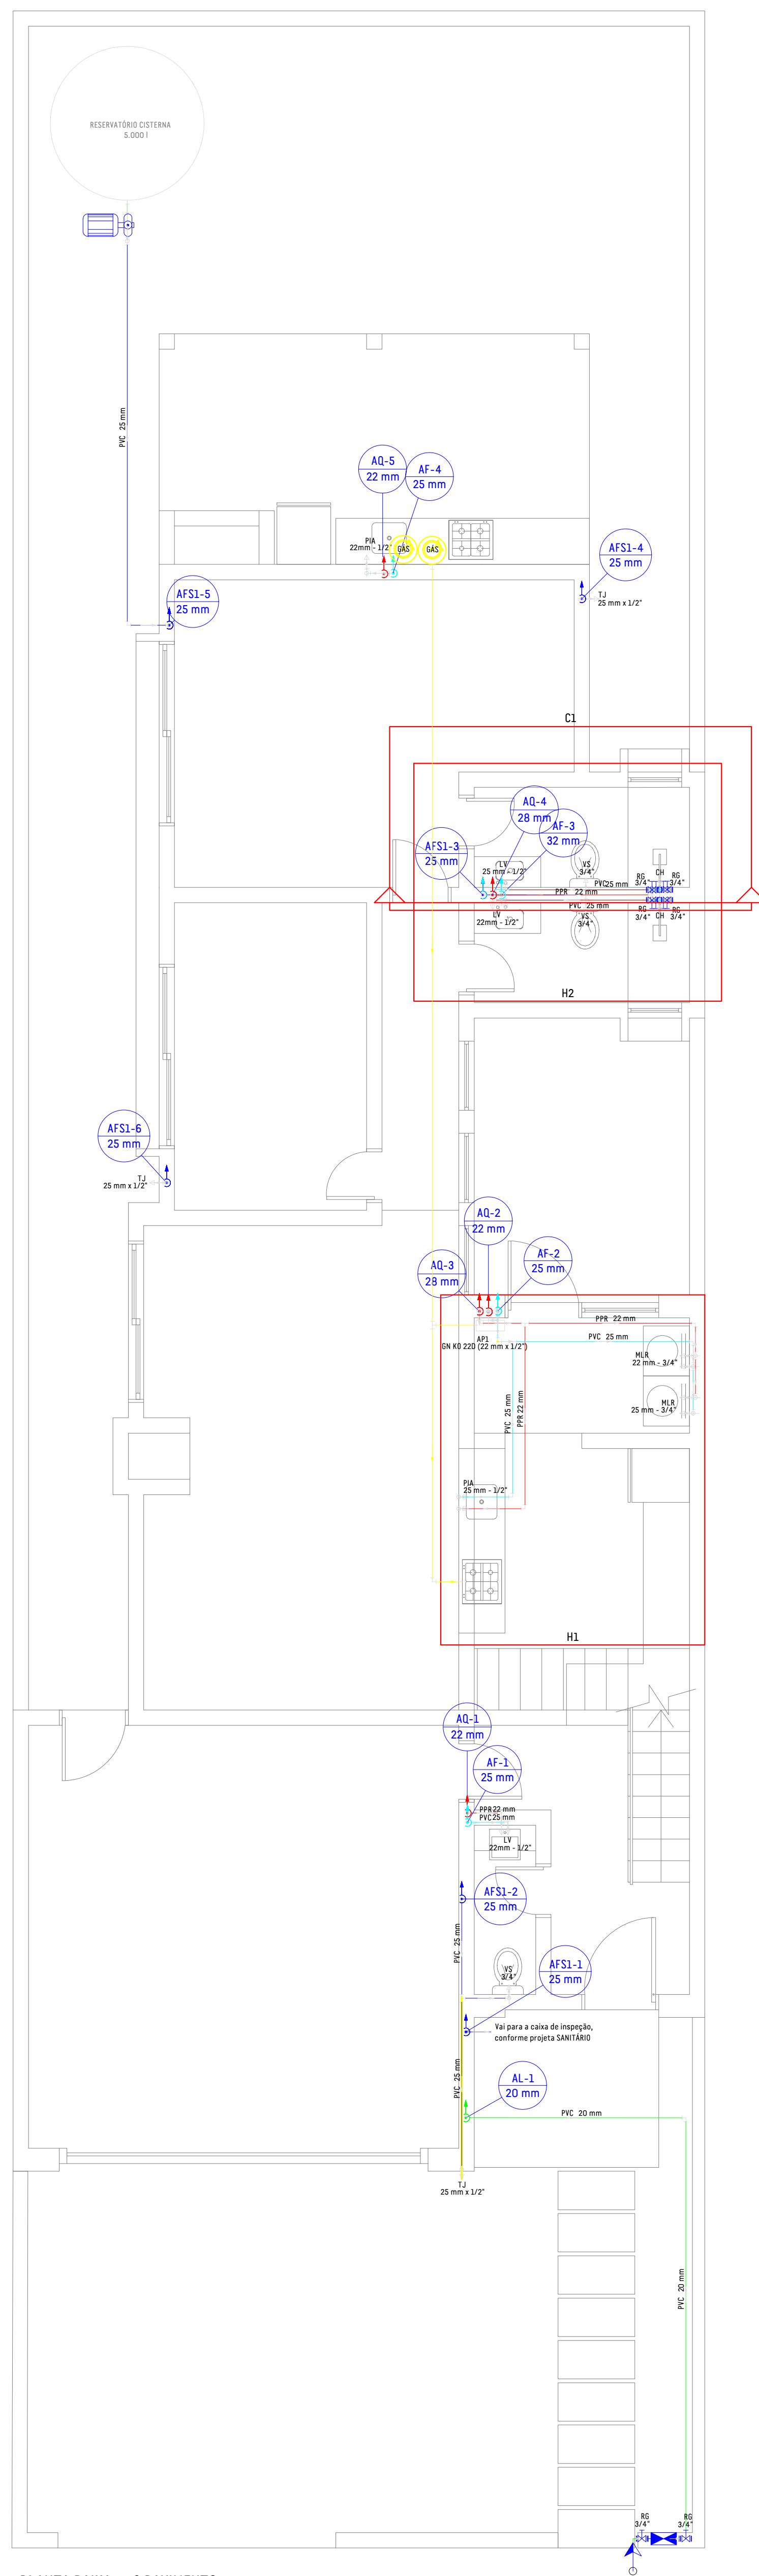 RESERVATÓRIO CISTERNA
5.000 l
PVC 25 mm
AQ-5
22 mm
AF-4
25 mm
PIA
22mm - 1/2"
GÁS
GÁS
AFS1-4
25 mm
TJ
25 mm x 1/2"
AFS1-5
25 mm
C1
AQ-4
28 mm
AF-3
32 mm
AFS1-3
25 mm
LV
25 mm - 1/2"
VS
3/4"
CH
RG
3/4"
RG
3/4"
PVC 25 mm
PPR 22 mm
PVC 25 mm
LV
22mm - 1/2"
VS
3/4"
RG
3/4"
CH
RG
3/4"
H2
AFS1-6
25 mm
TJ
25 mm x 1/2"
AQ-2
22 mm
AQ-3
28 mm
AF-2
25 mm
PPR 22 mm
AP1
GN KO 22D (22 mm x 1/2")
PVC 25 mm
MLR
22 mm - 3/4"
MLR
25 mm - 3/4"
PVC 25 mm
PPR 22 mm
PIA
25 mm - 1/2"
H1
AQ-1
22 mm
AF-1
25 mm
PPR 22 mm
PVC 25 mm
LV
22mm - 1/2"
AFS1-2
25 mm
PVC 25 mm
VS
3/4"
AFS1-1
25 mm
Vai para a caixa de inspeção,
conforme projeta SANITÁRIO
PVC 25 mm
AL-1
20 mm
PVC 20 mm
TJ
25 mm x 1/2"
PVC 20 mm
RG
3/4"
RG
3/4"